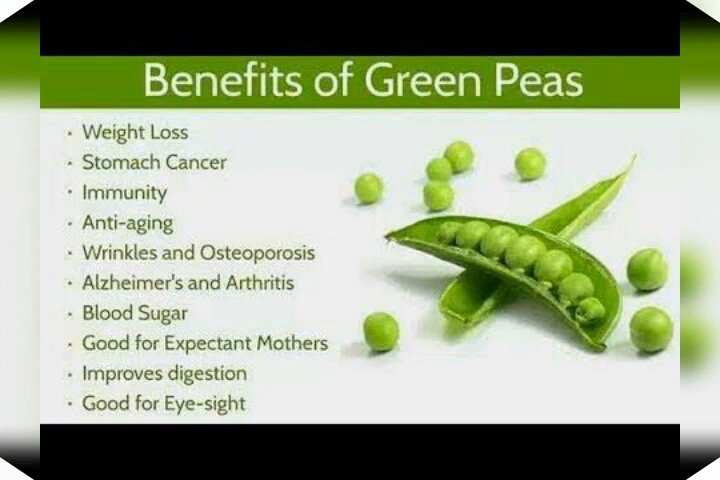 Benefits of Green Peas
· Weight Loss
· Stomach Cancer
· Immunity
· Anti-aging
· Wrinkles and Osteoporosis
· Alzheimer's and Arthritis
· Blood Sugar
· Good for Expectant Mothers
· Improves digestion
· Good for Eye-sight